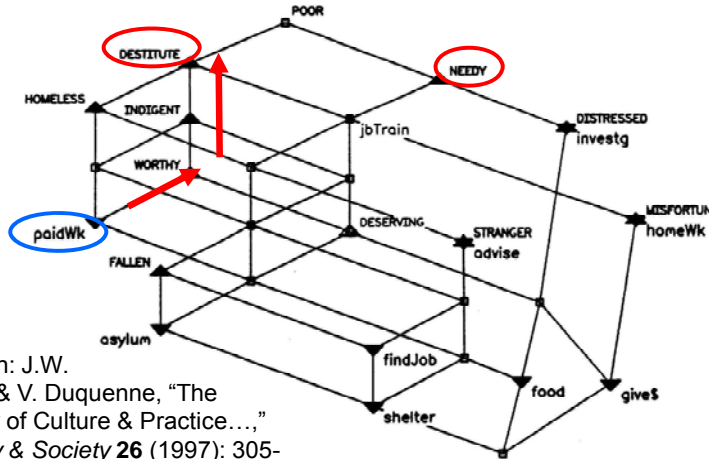 POOR
DESTITUTE
NEEDY
HOMELESS
INDIGENT
DISTRESSED
jbTrain
investg
WORTHY
MISFORTUN
paidWk
DESERVING
STRANGER
homeWk
advise
FALLEN
asylum
findJob
food
give$
shelter
n: J.W.
& V. Duquenne, “The
of Culture & Practice…,”
y & Society 26 (1997): 305-